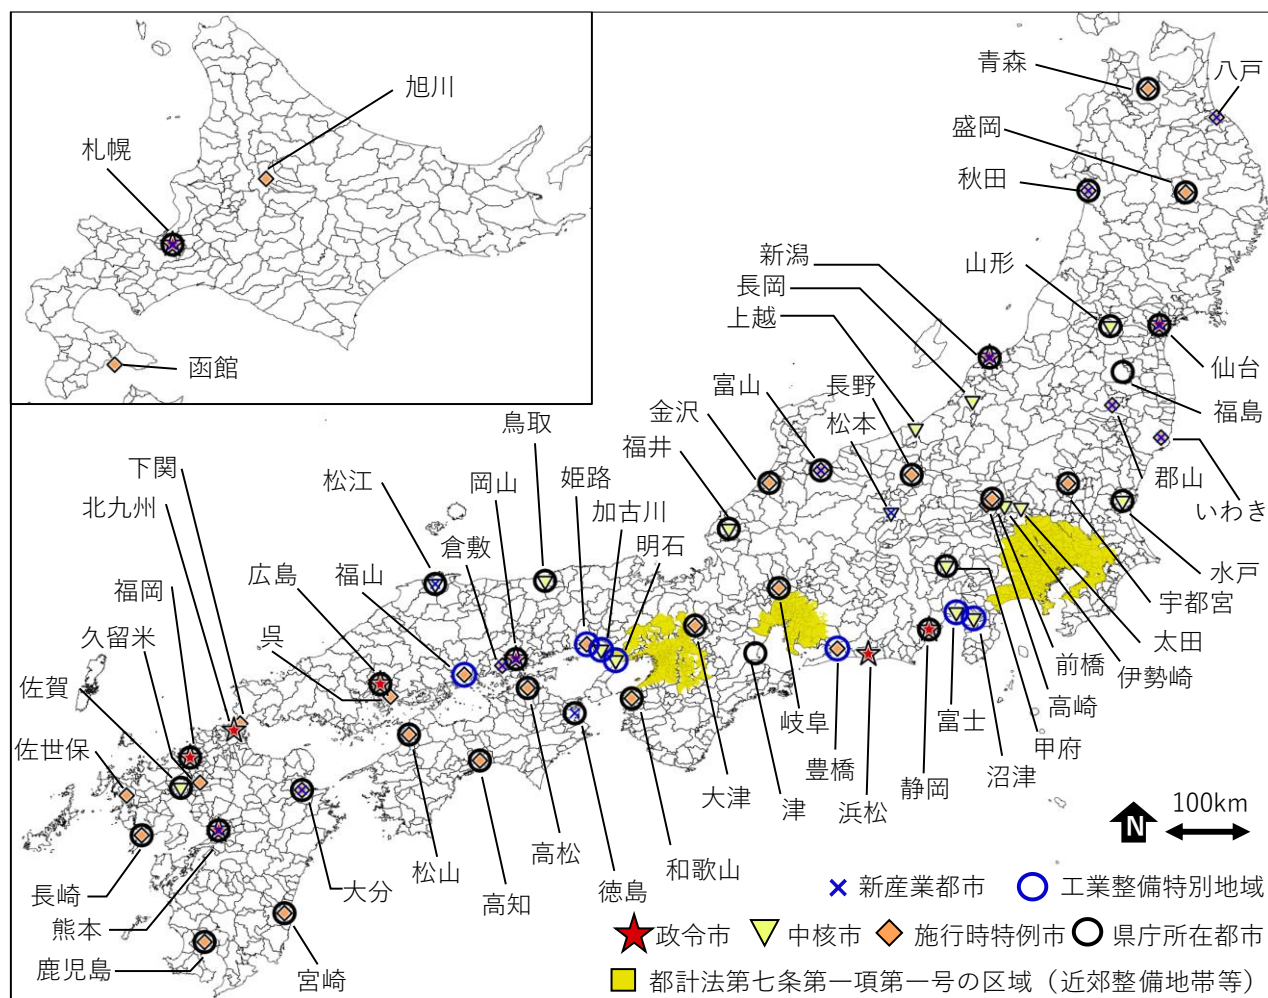 旭川
札幌
函館
青森
八戸
盛岡
秋田
新潟
山形
長岡
上越
仙台
富山
長野
福島
金沢
松本
福井
鳥取
郡山
いわき
下関
松江
岡山
姫路
北九州
倉敷
加古川
明石
水戸
福岡
広島
福山
宇都宮
久留米
呉
太田
佐賀
前橋
伊勢崎
佐世保
岐阜
富士
高崎
甲府
豊橋
静岡
沼津
大津
津
浜松
100km
N
長崎
熊本
鹿児島
大分
宮崎
松山
高知
高松
徳島
和歌山
新産業都市 工業整備特別地域
政令市 中核市 施行時特例市 県庁所在都市
都計法第七条第一項第一号の区域（近郊整備地帯等）